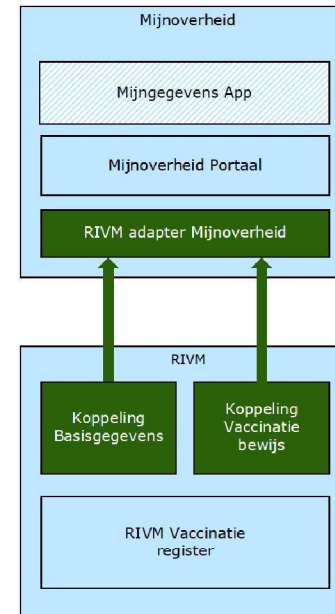 Mijnoverheid
Mijngegevens App
Mijnoverheid Portaal
RIVM adapter Mijnoverheid
RIVM
Koppeling
Basisgegevens
Koppeling
Vaccinatie
bewijs
RIVM Vaccinatie
register